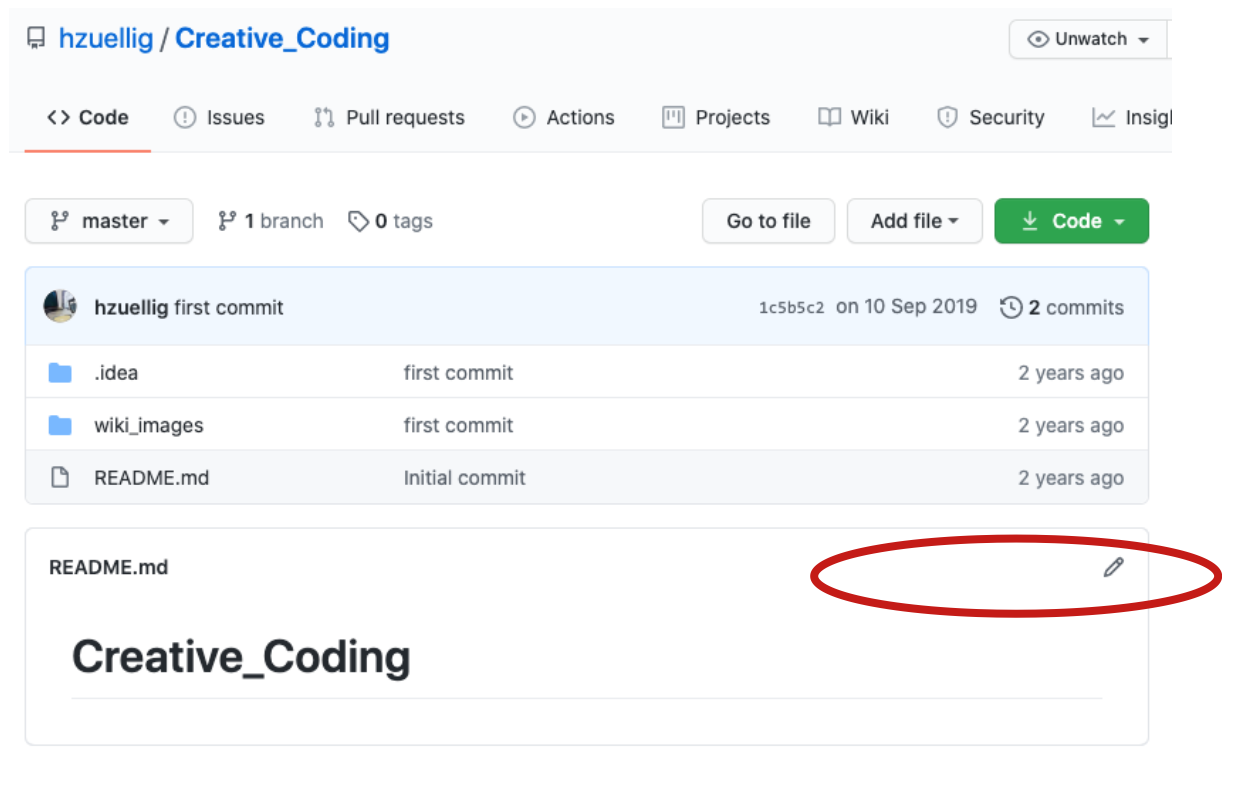 hzuellig / Creative_Coding
Unwatch
Code Issues Pull requests Actions Projects Wiki Security Insigh
master 1 branch 0 tags Go to file Add file Code
hzuellig first commit 1c5b5c2 on 10 Sep 2019 2 commits
.idea first commit 2 years ago
wiki_images first commit 2 years ago
README.md Initial commit 2 years ago
README.md
Creative_Coding